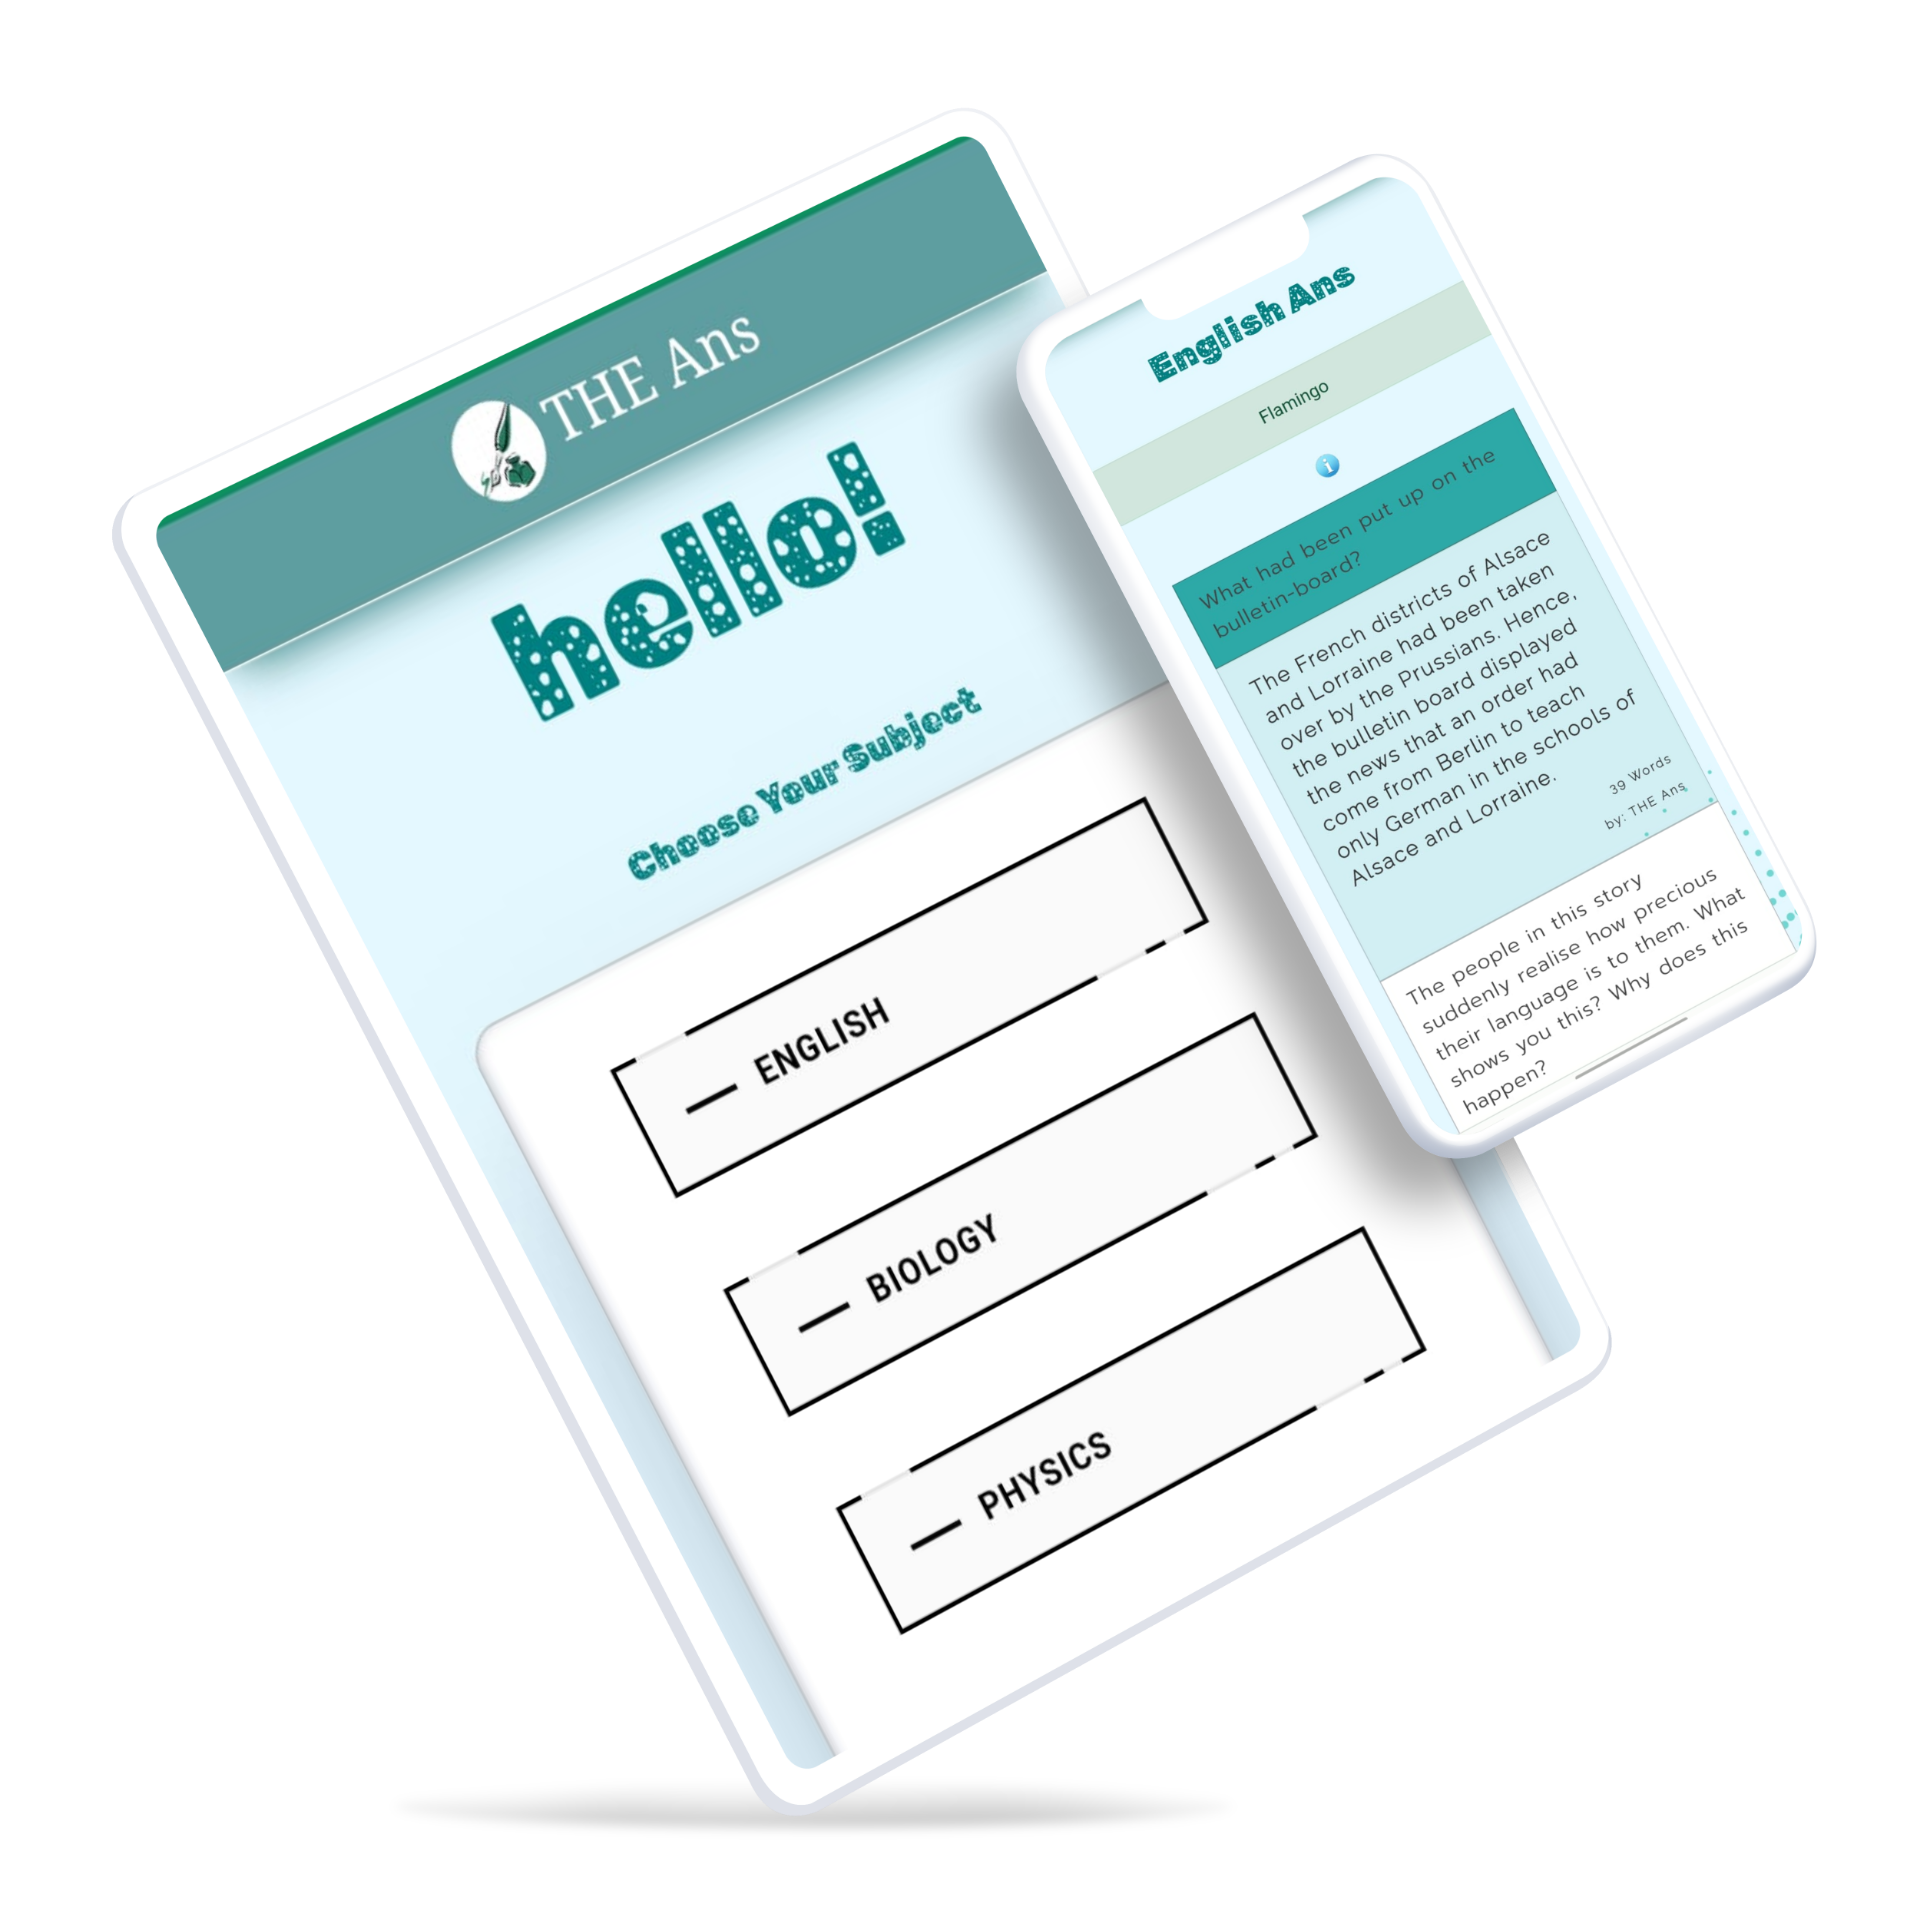 THE Ans
hello!
Choose Your Subject
ENGLISH
BIOLOGY
PHYSICS
English Ans
Flamingo
i
What had been put up on the
bulletin-board?
The French districts of Alsace
and Lorraine had been taken
over by the Prussians. Hence,
the bulletin board displayed
the news that an order had
come from Berlin to teach
only German in the schools of
Alsace and Lorraine.
39 Words
by: THE Ans
The people in this story
suddenly realise how precious
their language is to them. What
shows you this? Why does this
happen?